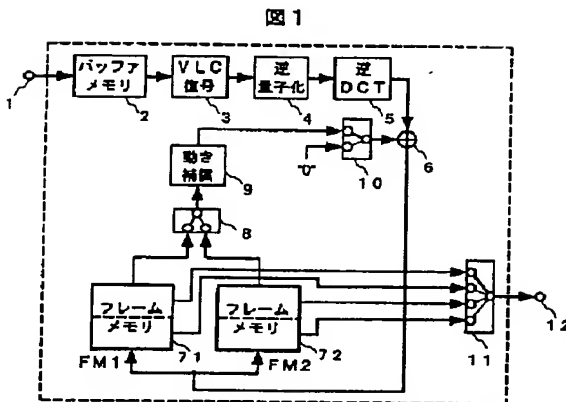 図1
バッファ
メモリ
VLC
復号
逆
量子化
逆
DCT
1
2
3
4
5
6
動き
補償
9
"0"
10
8
フレーム
メモリ
フレーム
メモリ
FM1
71
FM2
72
11
12